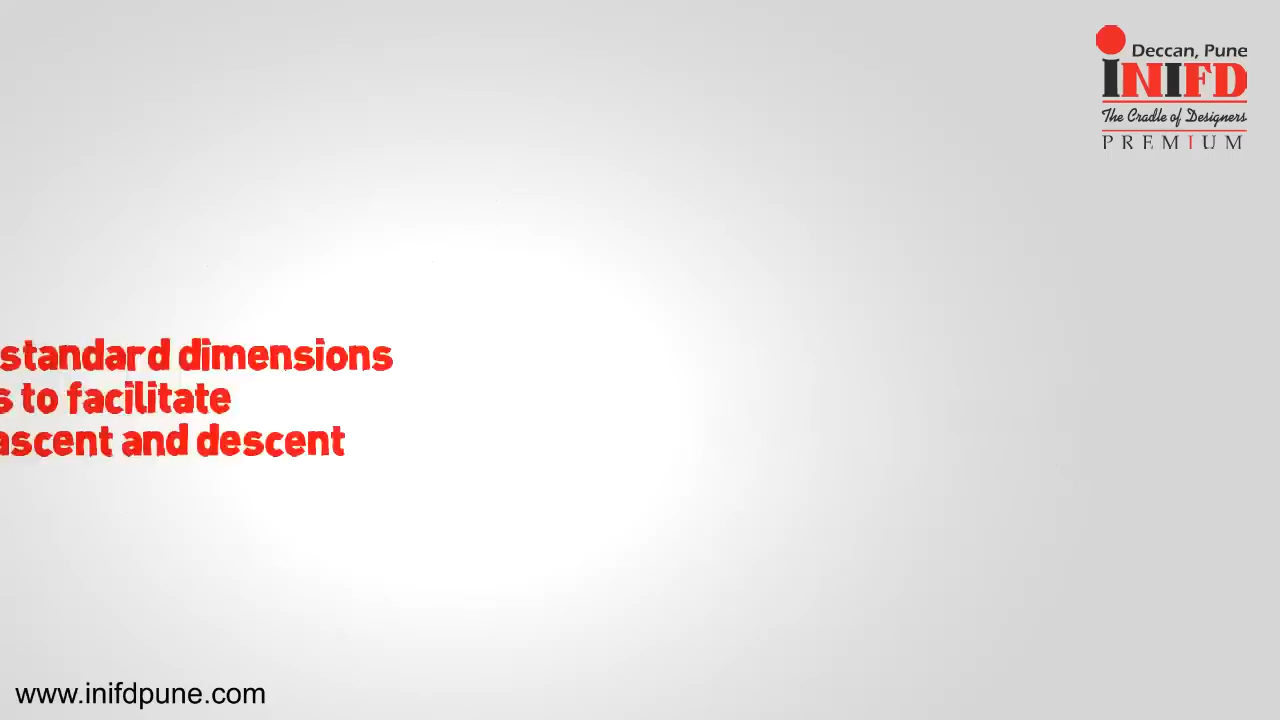 Deccan, Pune
INIFD
The Cradle of Designers
PREMIUM
standard dimensions
s to facilitate
ascent and descent
www.inifdpune.com